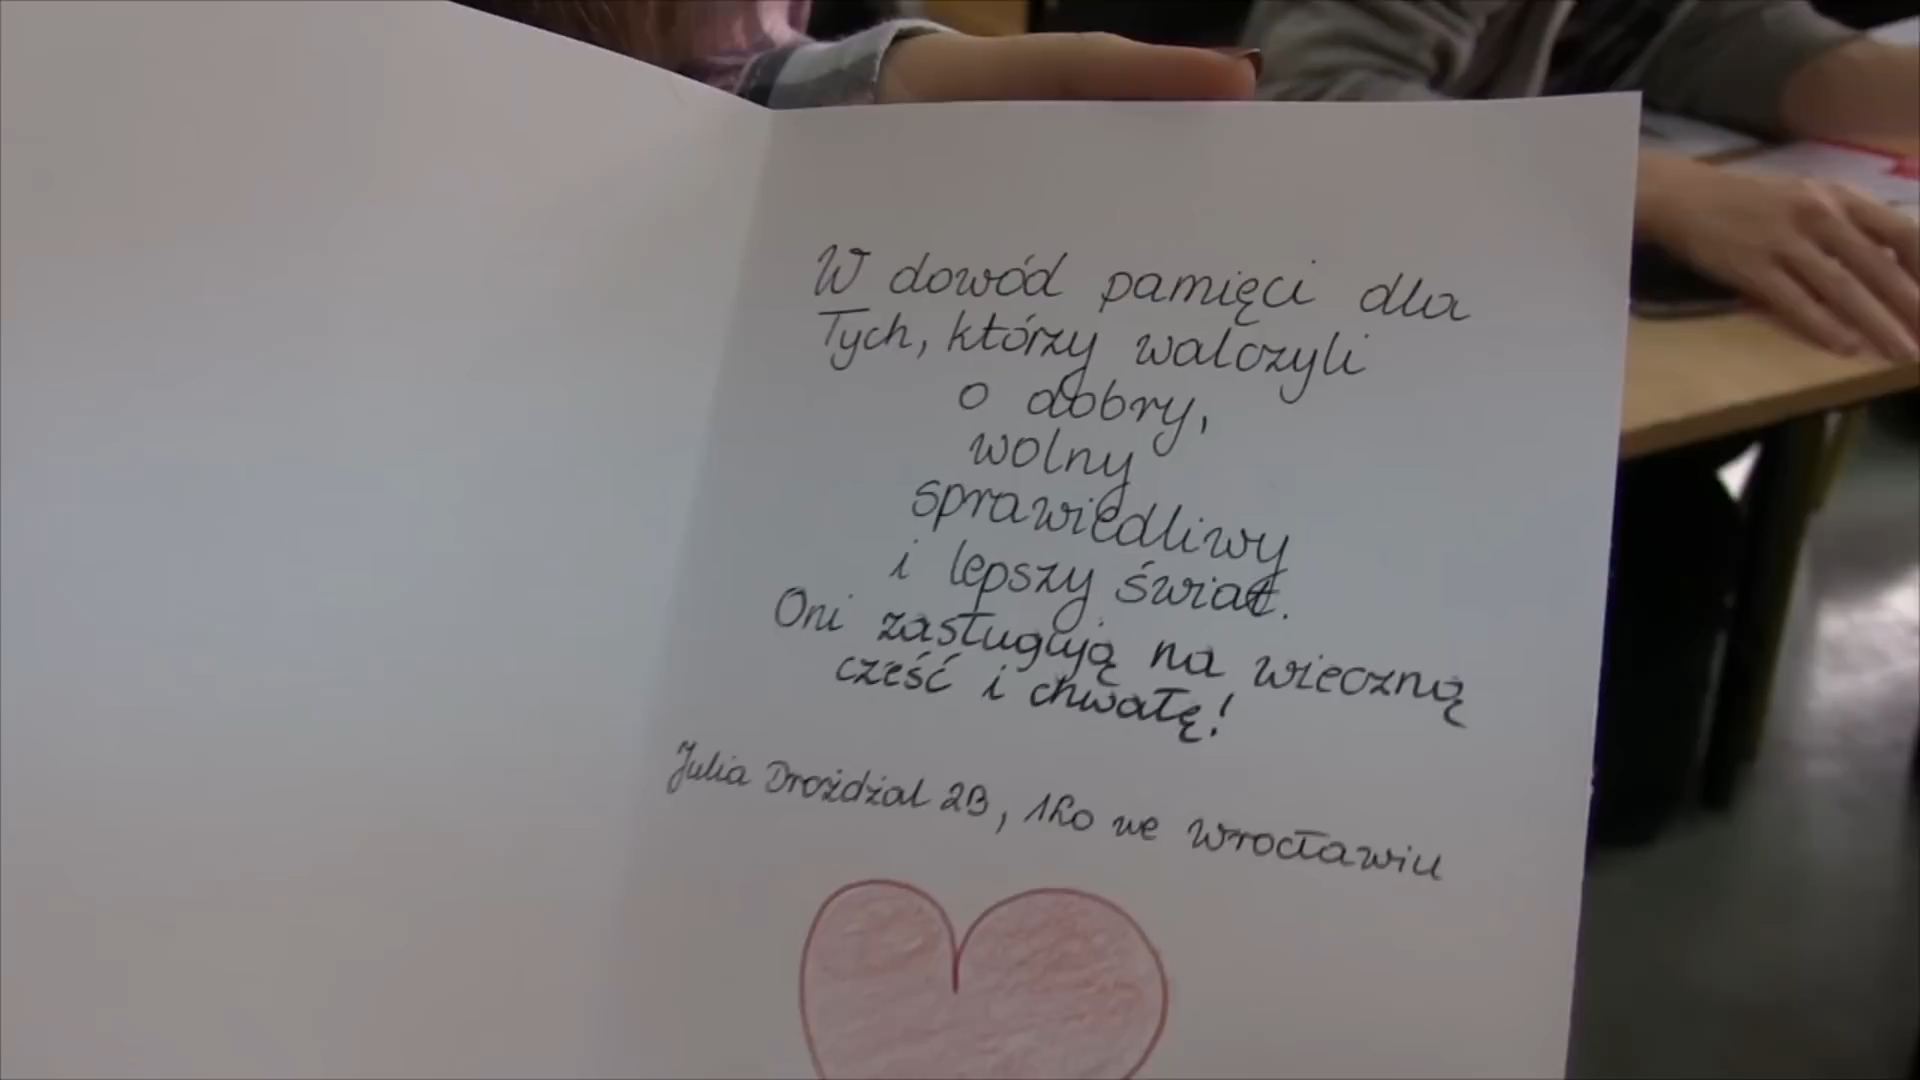 W dowód pamięci dla
Tych, którzy walczyli
o dobry,
wolny
sprawiedliwy
i lepszy świat.
Oni zasługują na wieczną
cześć i chwałę!
Julia Drożdżal 2B, 1Lo we Wrocławiu